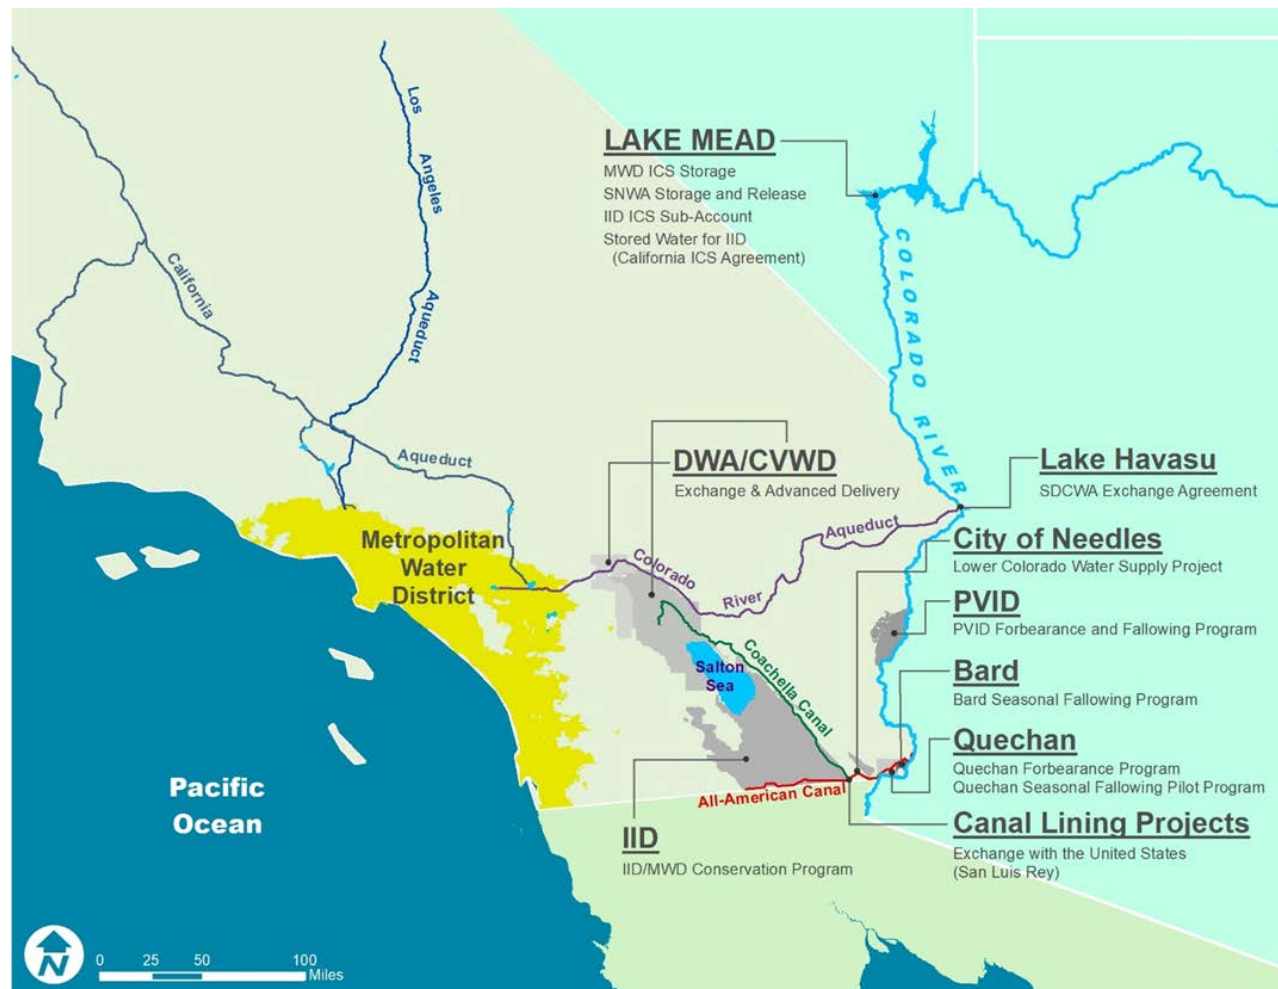 Los
Angeles
Aqueduct
California
Aqueduct
LAKE MEAD
MWD ICS Storage
SNWA Storage and Release
IID ICS Sub-Account
Stored Water for IID
(California ICS Agreement)
COLORADO RIVER
DWA/CVWD
Exchange & Advanced Delivery
Lake Havasu
SDCWA Exchange Agreement
City of Needles
Lower Colorado Water Supply Project
PVID
PVID Forbearance and Fallowing Program
Bard
Bard Seasonal Fallowing Program
Quechan
Quechan Forbearance Program
Quechan Seasonal Fallowing Pilot Program
Canal Lining Projects
Exchange with the United States
(San Luis Rey)
Metropolitan
Water
District
Colorado
River
Aqueduct
Salton
Sea
Coachella Canal
All-American Canal
IID
IID/MWD Conservation Program
Pacific
Ocean
N
0 25 50 100
Miles